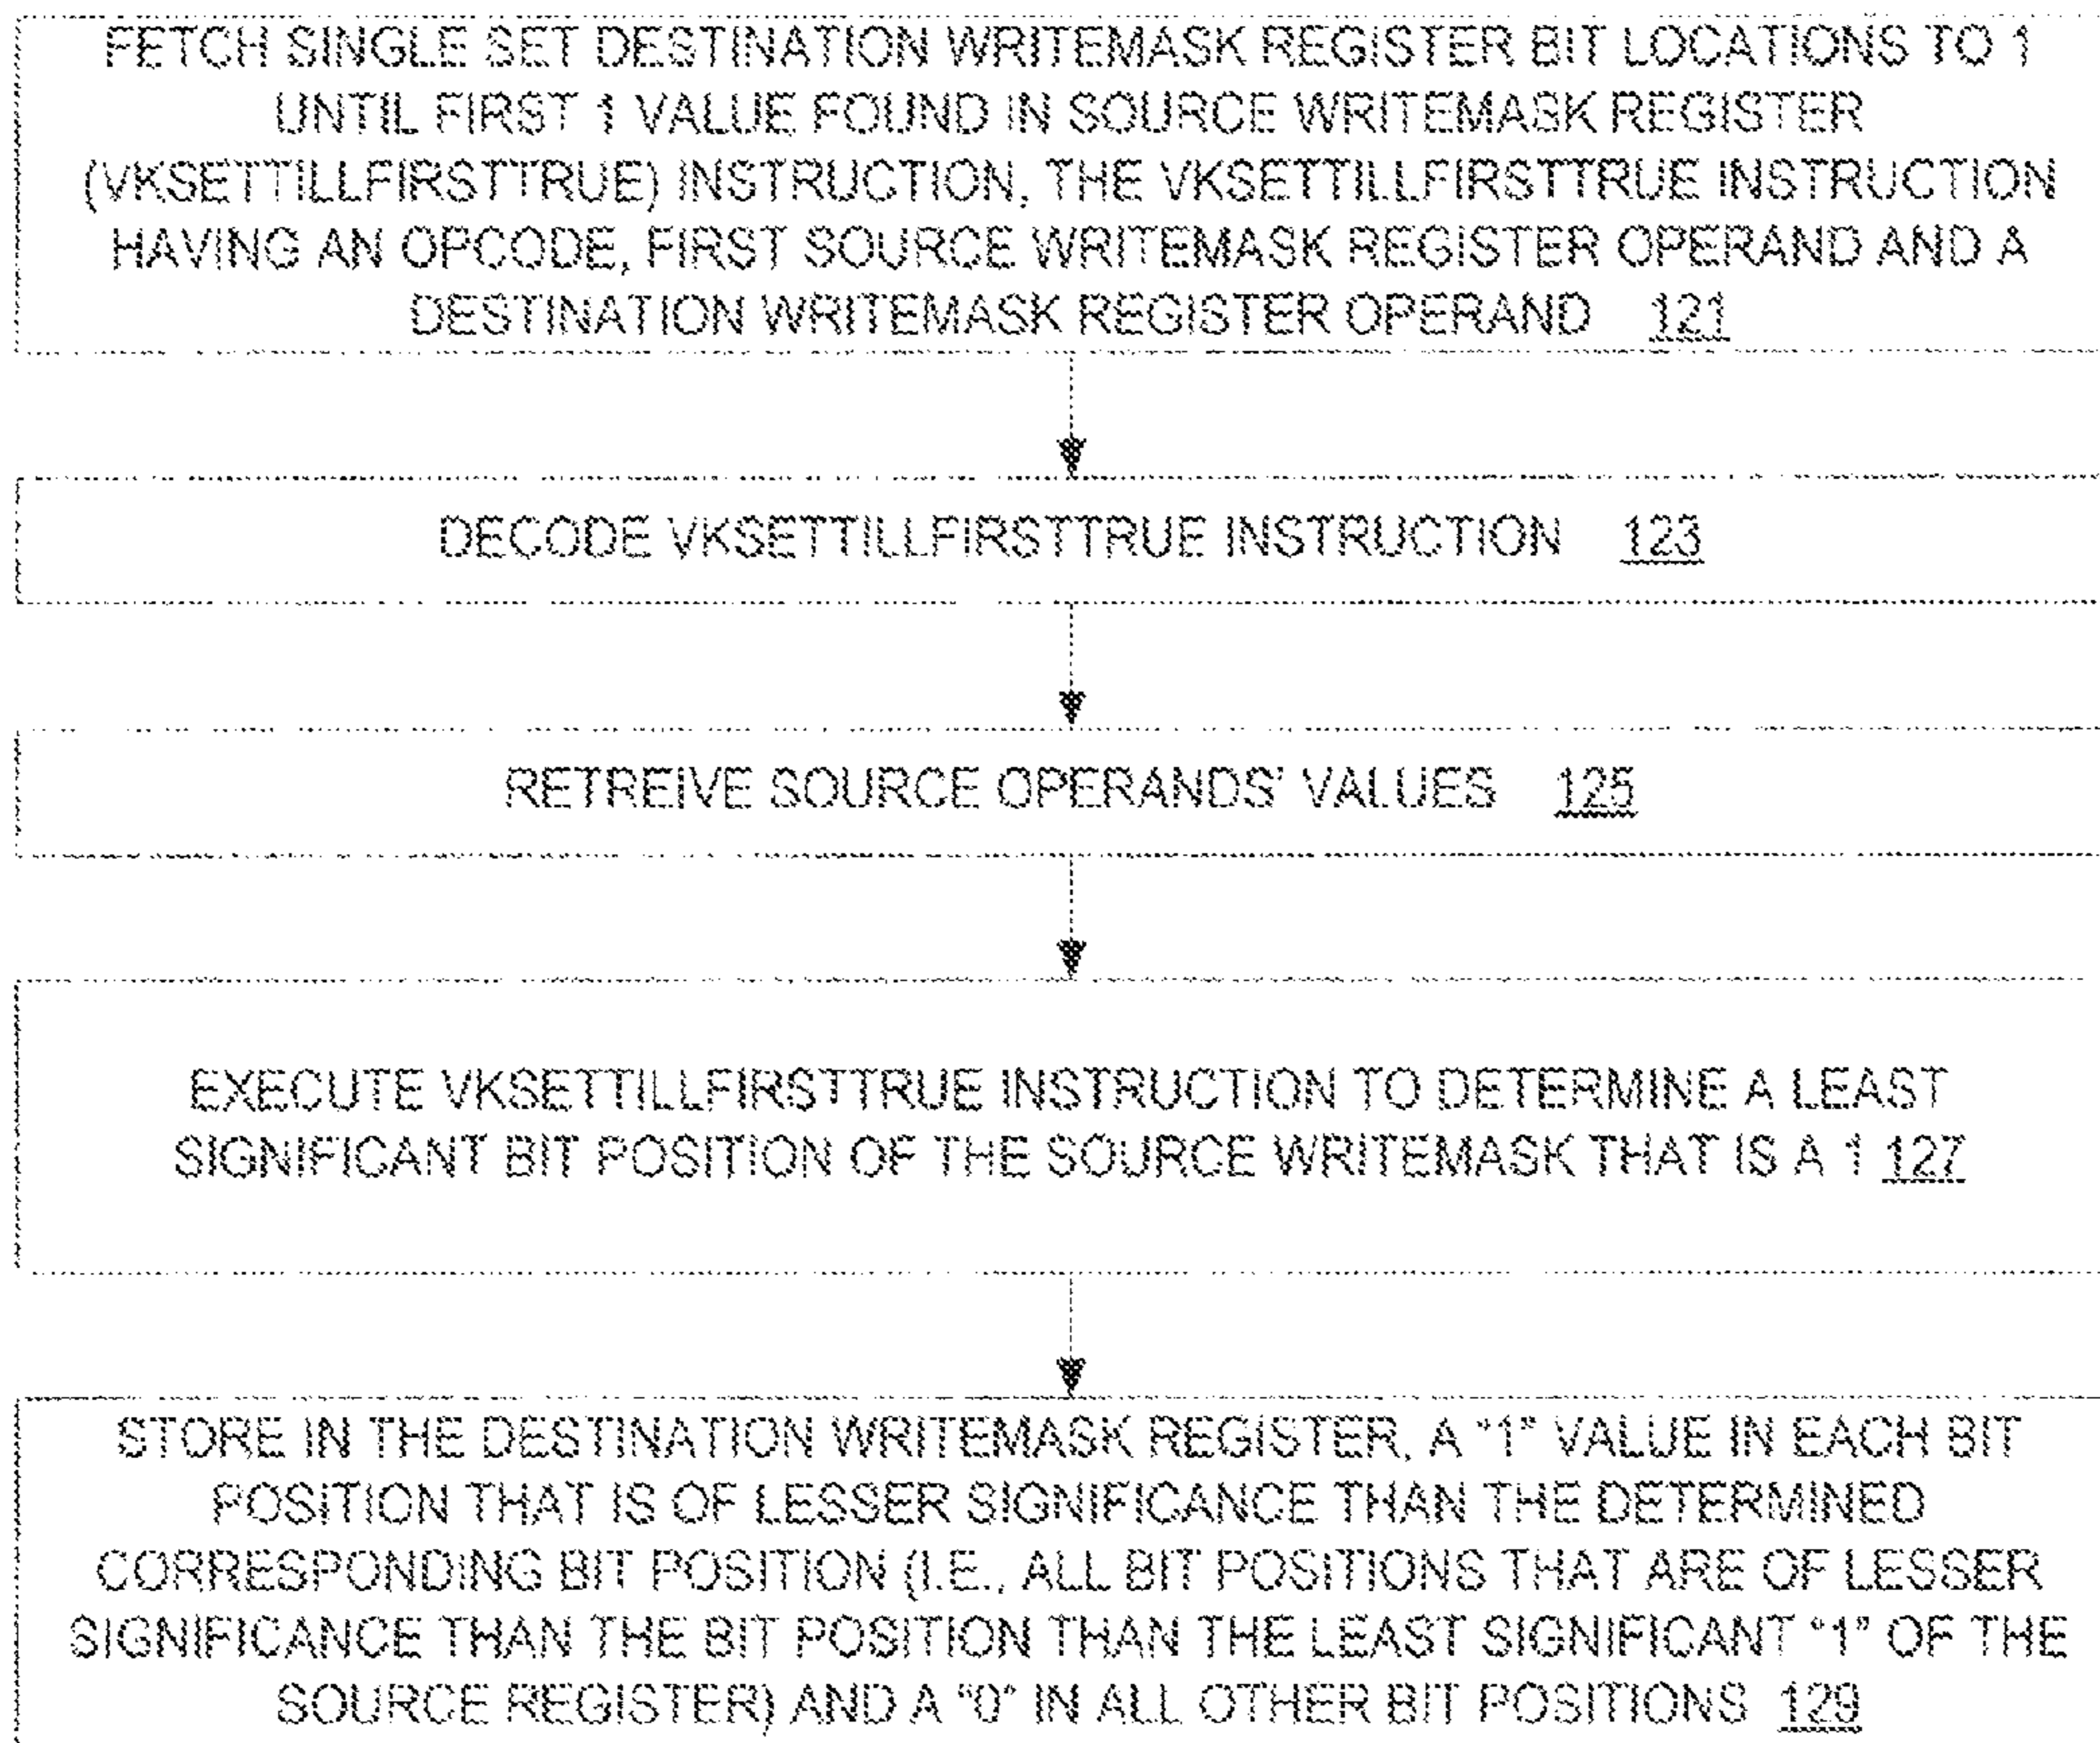 FETCH SINGLE SET DESTINATION WRITEMASK REGISTER BIT LOCATIONS TO 1
UNTIL FIRST 1 VALUE FOUND IN SOURCE WRITEMASK REGISTER
(VKSETTILLFIRSTTRUE) INSTRUCTION, THE VKSETTILLFIRSTTRUE INSTRUCTION
HAVING AN OPCODE, FIRST SOURCE WRITEMASK REGISTER OPERAND AND A
DESTINATION WRITEMASK REGISTER OPERAND 121
DECODE VKSETTILLFIRSTTRUE INSTRUCTION 123
RETREIVE SOURCE OPERANDS' VALUES 125
EXECUTE VKSETTILLFIRSTTRUE INSTRUCTION TO DETERMINE A LEAST
SIGNIFICANT BIT POSITION OF THE SOURCE WRITEMASK THAT IS A 1 127
STORE IN THE DESTINATION WRITEMASK REGISTER, A "1" VALUE IN EACH BIT
POSITION THAT IS OF LESSER SIGNIFICANCE THAN THE DETERMINED
CORRESPONDING BIT POSITION (I.E., ALL BIT POSITIONS THAT ARE OF LESSER
SIGNIFICANCE THAN THE BIT POSITION THAN THE LEAST SIGNIFICANT "1" OF THE
SOURCE REGISTER) AND A "0" IN ALL OTHER BIT POSITIONS 129